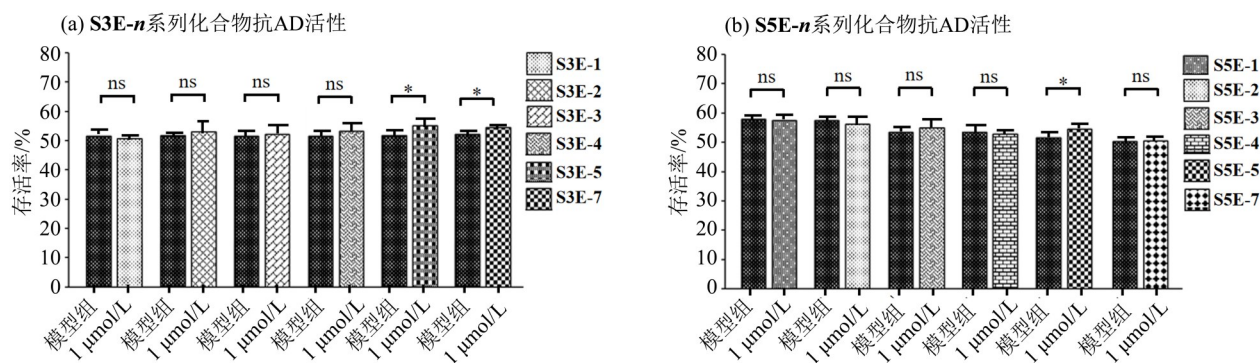 (a) S3E-n系列化合物抗AD活性
80
70
60
50
40
30
20
10
0
存活率/%
ns
ns
ns
ns
*
*
S3E-1
S3E-2
S3E-3
S3E-4
S3E-5
S3E-7
模型组
1 μmol/L
模型组
1 μmol/L
模型组
1 μmol/L
模型组
1 μmol/L
模型组
1 μmol/L
模型组
1 μmol/L
(b) S5E-n系列化合物抗AD活性
80
70
60
50
40
30
20
10
0
存活率/%
ns
ns
ns
ns
*
ns
S5E-1
S5E-2
S5E-3
S5E-4
S5E-5
S5E-7
模型组
1 μmol/L
模型组
1 μmol/L
模型组
1 μmol/L
模型组
1 μmol/L
模型组
1 μmol/L
模型组
1 μmol/L